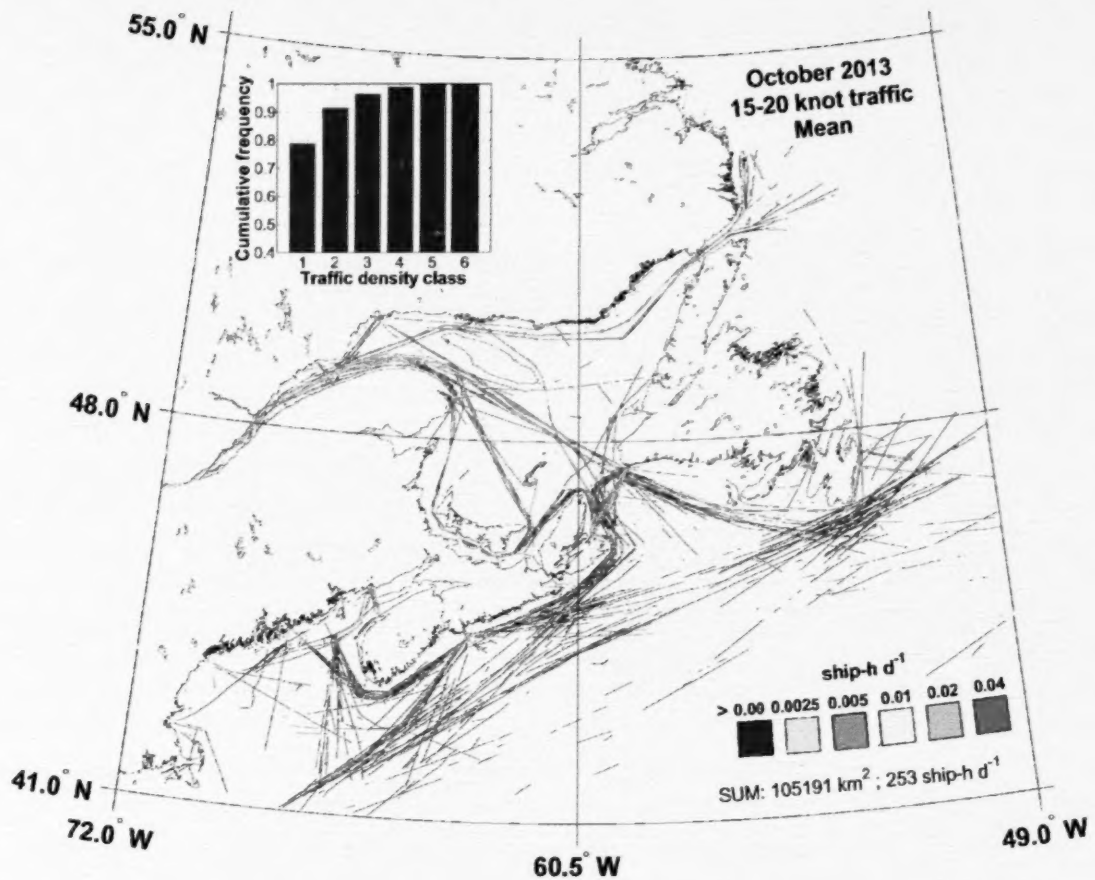 55.0° N
October 2013
15-20 knot traffic
Mean
Cumulative frequency
1
0.9
0.8
0.7
0.6
0.5
0.4
1 2 3 4 5 6
Traffic density class
48.0° N
ship-h d⁻¹
> 0.00 0.0025 0.005 0.01 0.02 0.04
SUM: 105191 km² ; 253 ship-h d⁻¹
41.0° N
72.0° W
60.5° W
49.0° W